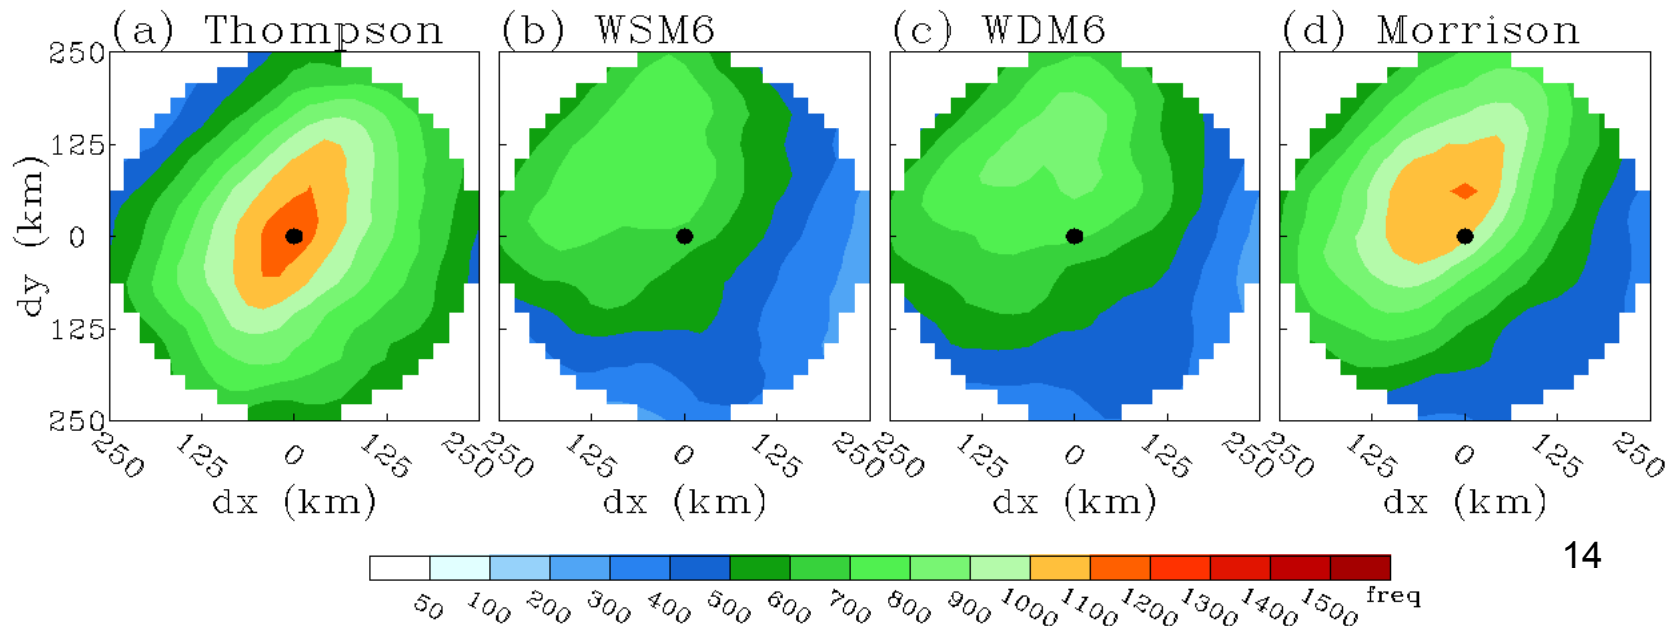 (a) Thompson (b) WSM6 (c) WDM6 (d) Morrison
250
125
0
125
250
dy (km)
250 125 0 125 250 250 125 0 125 250 250 125 0 125 250 250 125 0 125 250
dx (km) dx (km) dx (km) dx (km)
14
50 100 200 300 400 500 600 700 800 900 1000 1100 1200 1300 1400 1500 freq